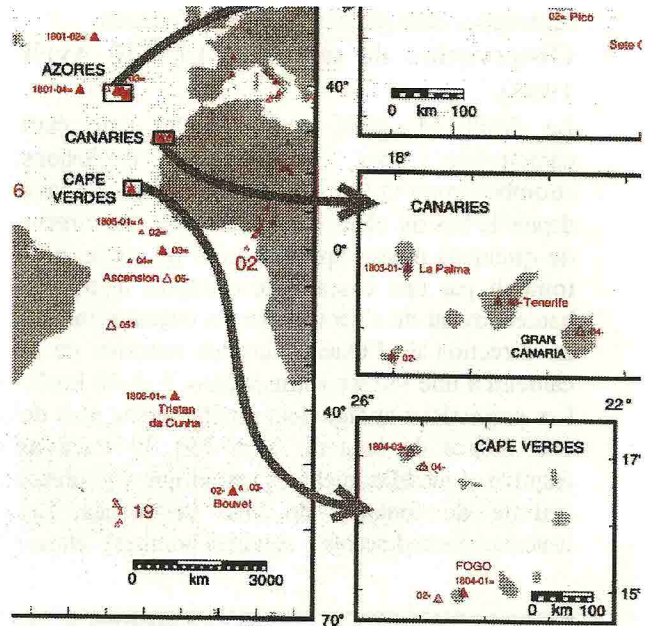 1801-02=
AZORES
1801-04=
03=
CANARIES
CAPE VERDES
6
1805-01=
02=
03=
04=
Ascension
05-
02
051
1806-01=
Tristan da Cunha
02-
03-
Bouvet
19
0
km
3000
40°
0°
40°
70°
02=
Pico
Sete
0
km
100
18°
CANARIES
1803-01-
La Palma
Tenerife
04-
GRAN CANARIA
02-
26°
22°
CAPE VERDES
1804-03-
04-
17°
FOGO
1804-01=
02-
0
km
100
15°